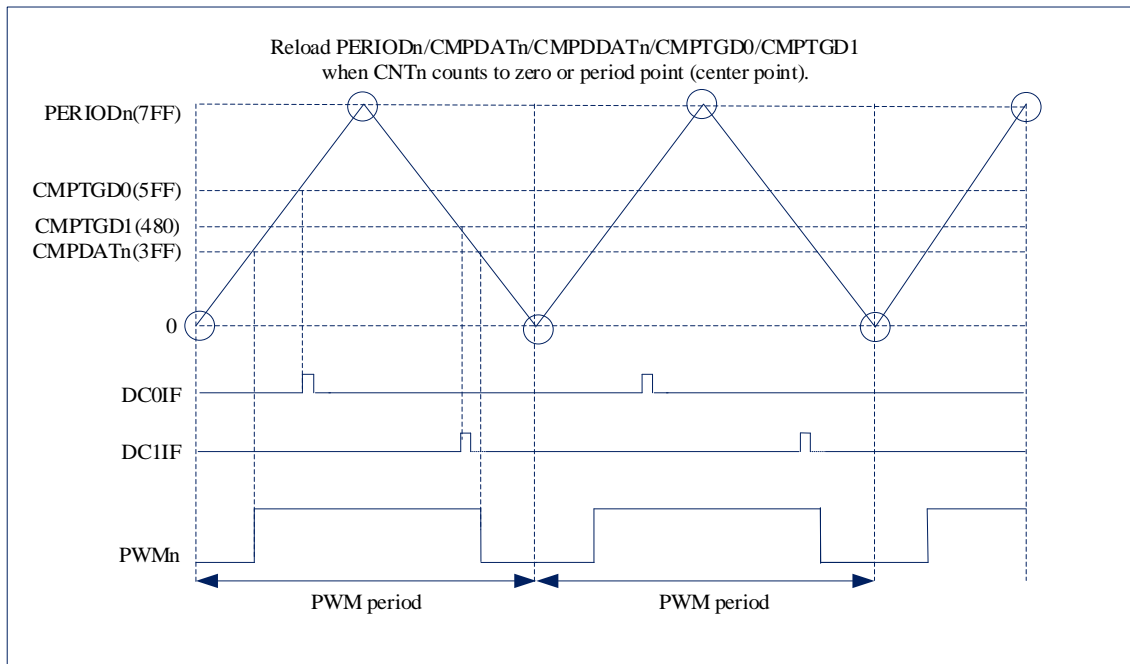 Reload PERIODn/CMPDATn/CMPDDATn/CMPTGD0/CMPTGD1
when CNTn counts to zero or period point (center point).
PERIODn(7FF)
CMPTGD0(5FF)
CMPTGD1(480)
CMPDATn(3FF)
0
DC0IF
DC1IF
PWMn
PWM period
PWM period